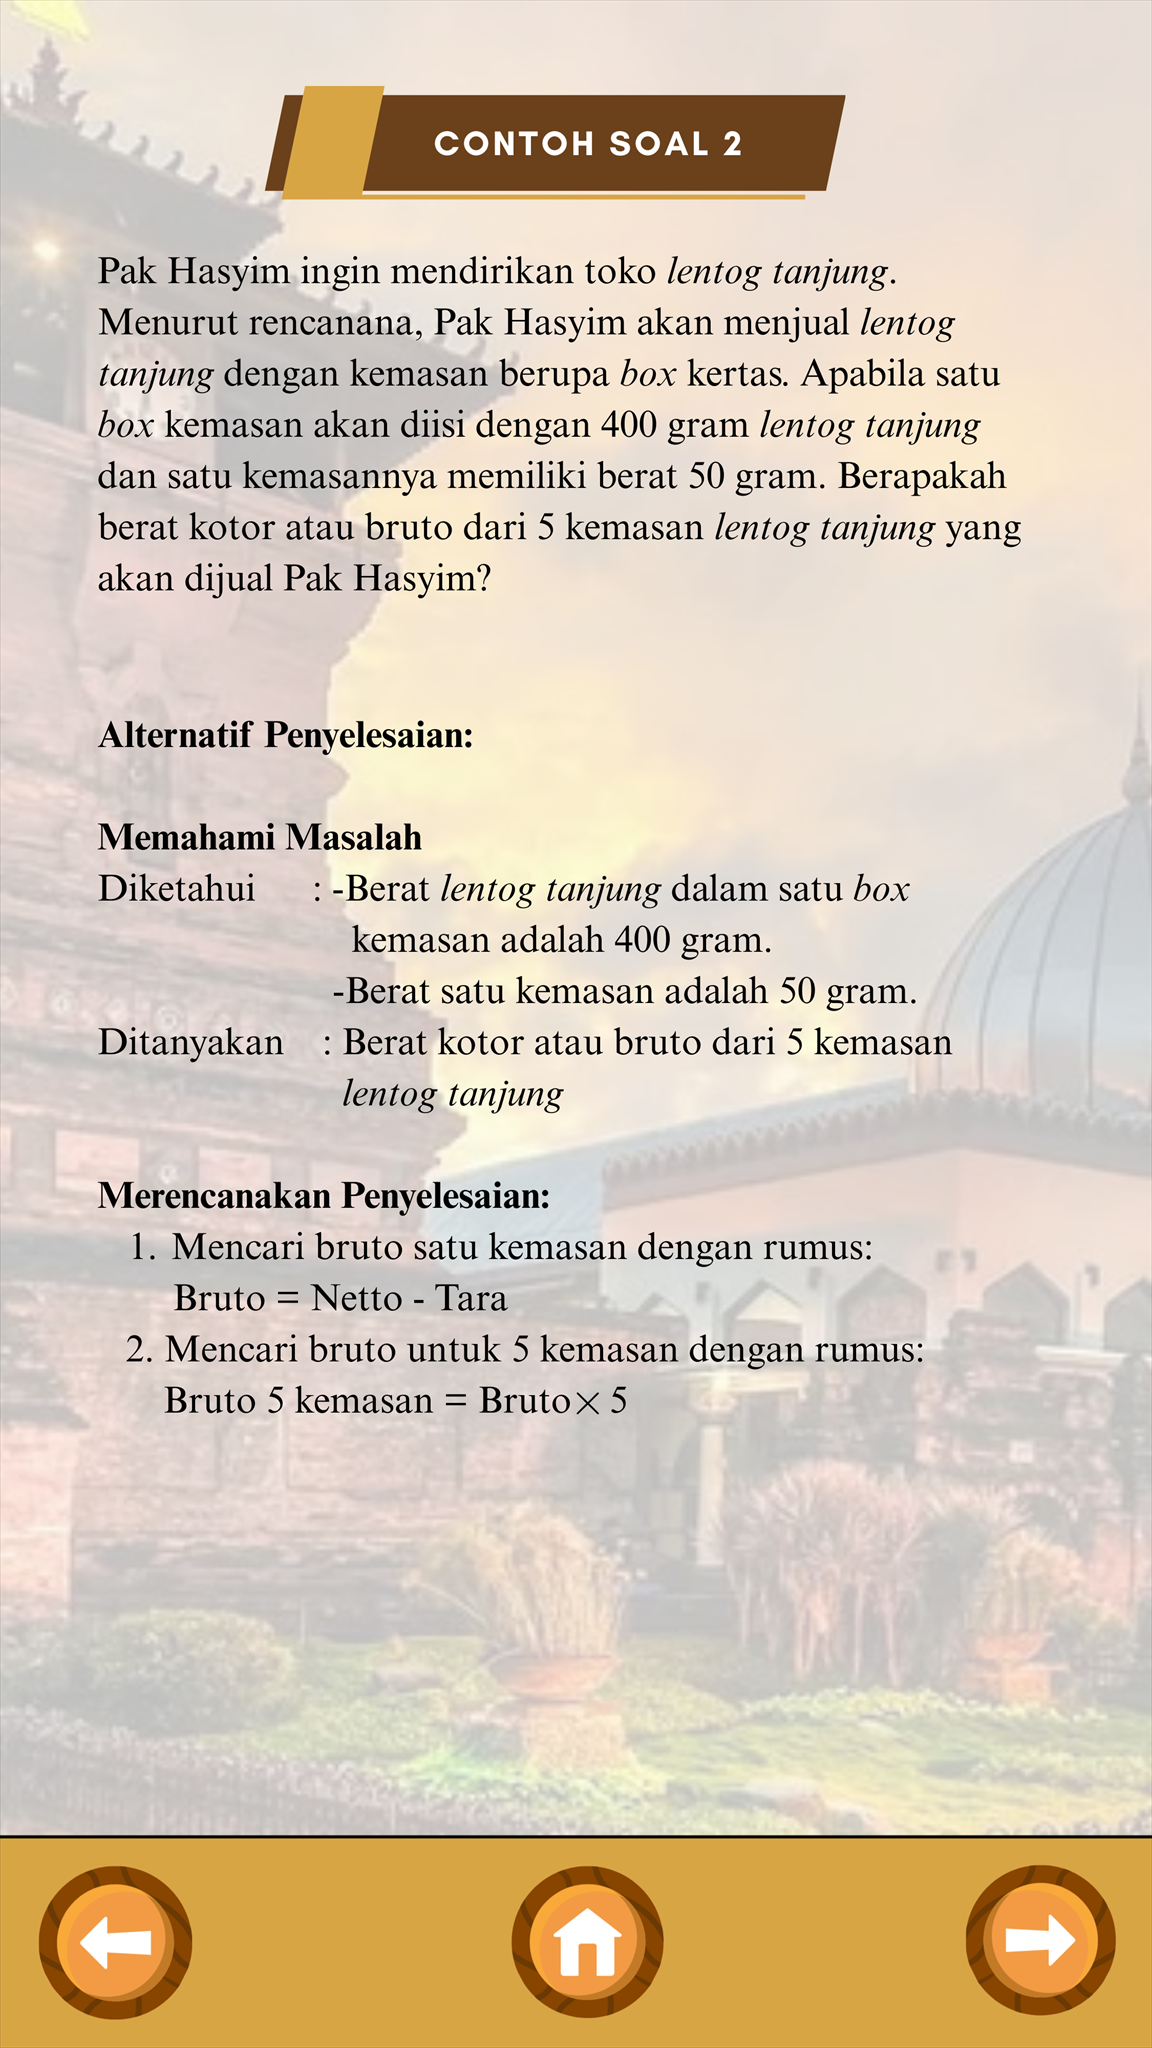 CONTOH SOAL 2
Pak Hasyim ingin mendirikan toko lentog tanjung.
Menurut rencanana, Pak Hasyim akan menjual lentog
tanjung dengan kemasan berupa box kertas. Apabila satu
box kemasan akan diisi dengan 400 gram lentog tanjung
dan satu kemasannya memiliki berat 50 gram. Berapakah
berat kotor atau bruto dari 5 kemasan lentog tanjung yang
akan dijual Pak Hasyim?
Alternatif Penyelesaian:
Memahami Masalah
Diketahui : -Berat lentog tanjung dalam satu box
kemasan adalah 400 gram.
-Berat satu kemasan adalah 50 gram.
Ditanyakan : Berat kotor atau bruto dari 5 kemasan
lentog tanjung
Merencanakan Penyelesaian:
1. Mencari bruto satu kemasan dengan rumus:
Bruto = Netto - Tara
2. Mencari bruto untuk 5 kemasan dengan rumus:
Bruto 5 kemasan = Bruto × 5